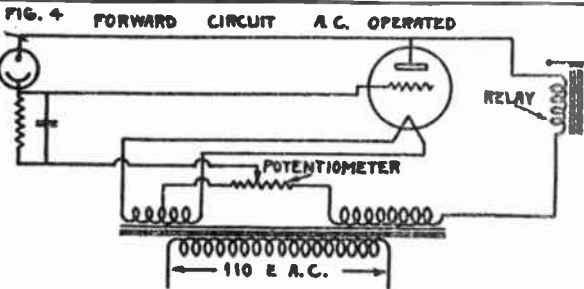 FIG. 4 FORWARD CIRCUIT A.C. OPERATED
RELAY
POTENTIOMETER
110 E A.C.